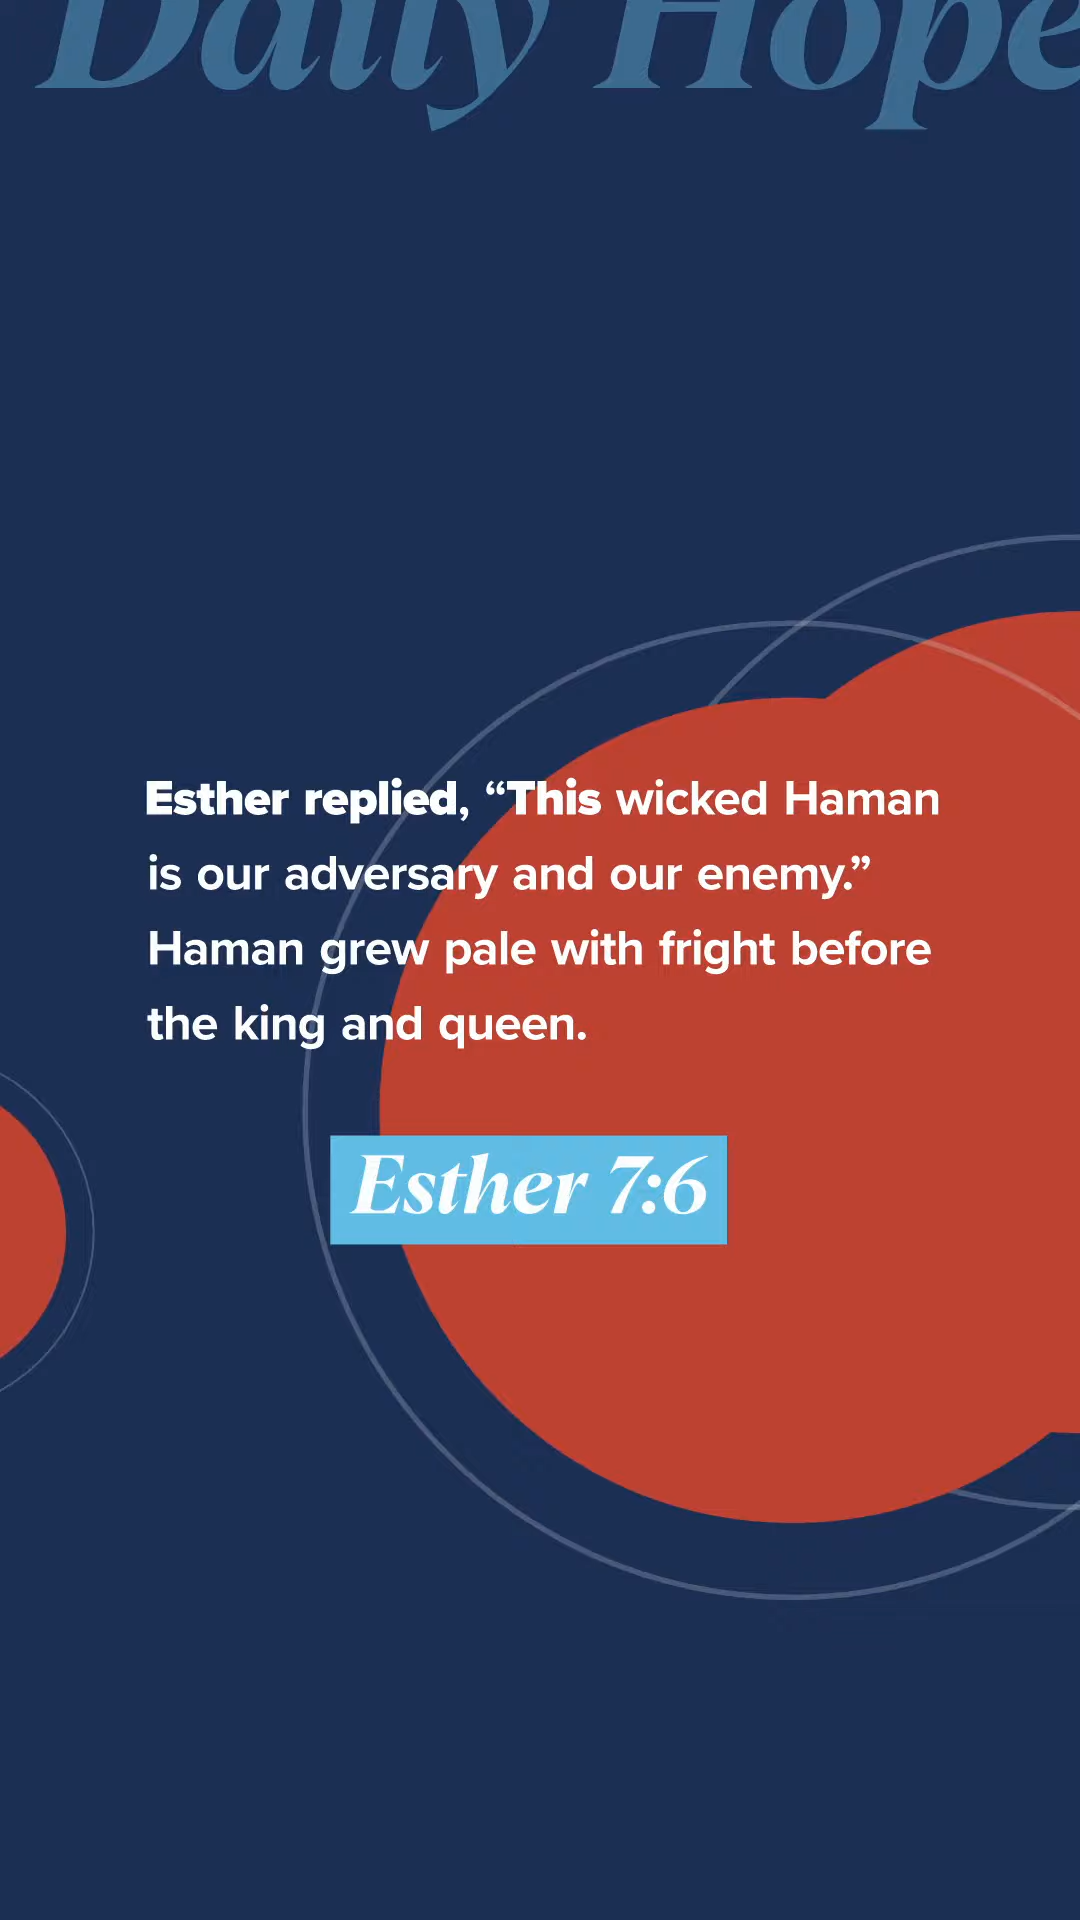 Daily Hope
Esther replied, “This wicked Haman
is our adversary and our enemy.”
Haman grew pale with fright before
the king and queen.
Esther 7:6